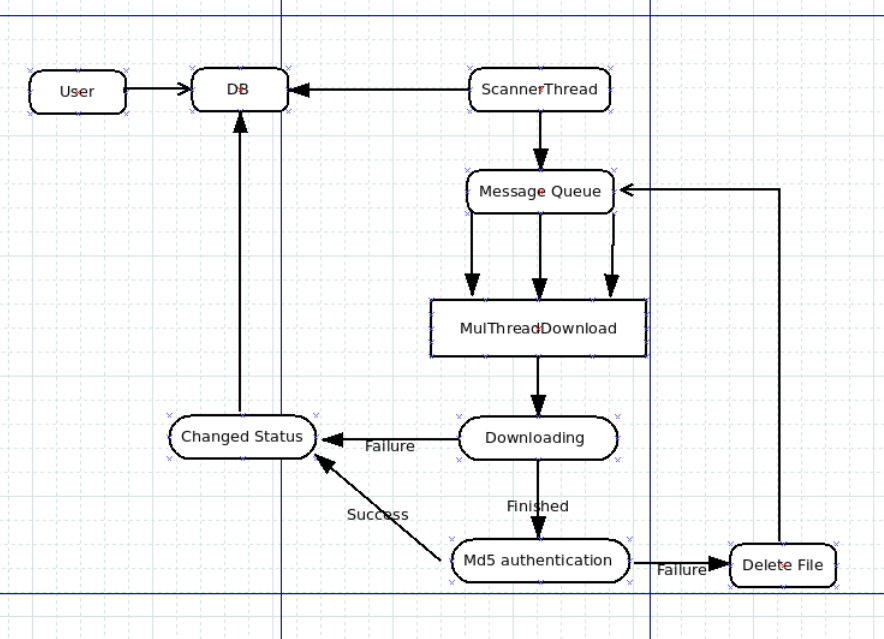 User
DB
ScannerThread
Message Queue
MulThreadDownload
Changed Status
Failure
Downloading
Success
Finished
Md5 authentication
Failure
Delete File